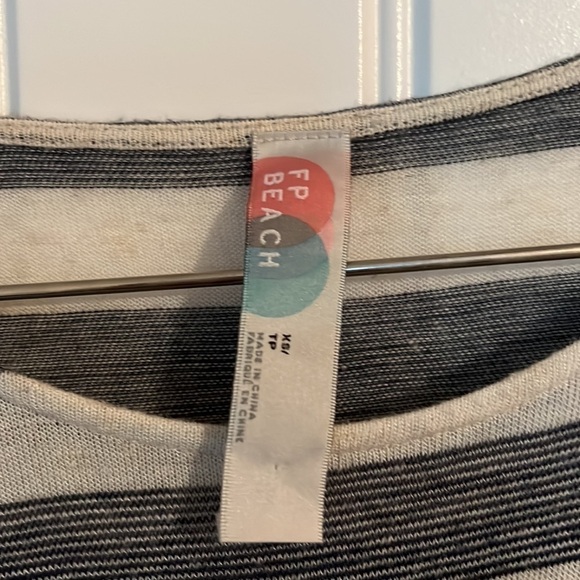 FP
BEACH
XS/
TP
MADE IN CHINA
FABRIQUÉ EN CHINE